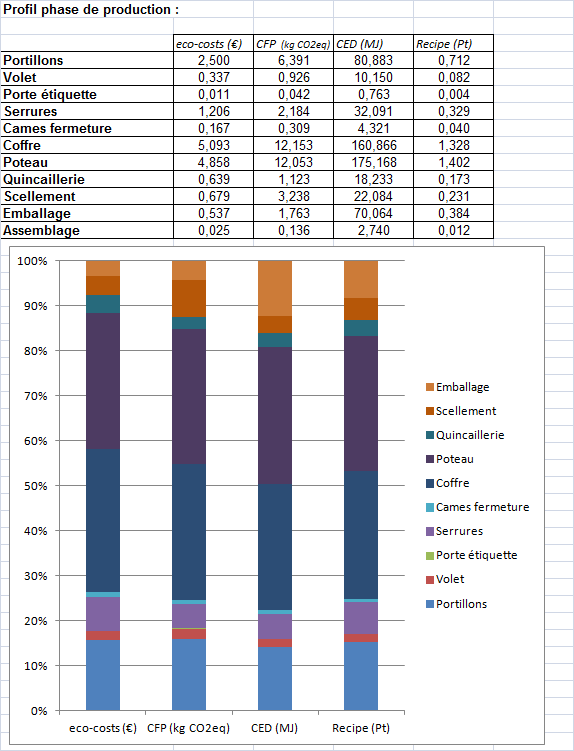 Profil phase de production :
eco-costs (€) CFP (kg CO2eq) CED (MJ) Recipe (Pt)
Portillons 2,500 6,391 80,883 0,712
Volet 0,337 0,926 10,150 0,082
Porte étiquette 0,011 0,042 0,763 0,004
Serrures 1,206 2,184 32,091 0,329
Cames fermeture 0,167 0,309 4,321 0,040
Coffre 5,093 12,153 160,866 1,328
Poteau 4,858 12,053 175,168 1,402
Quincaillerie 0,639 1,123 18,233 0,173
Scellement 0,679 3,238 22,084 0,231
Emballage 0,537 1,763 70,064 0,384
Assemblage 0,025 0,136 2,740 0,012
100%
90%
80%
70%
60%
50%
40%
30%
20%
10%
0%
eco-costs (€) CFP (kg CO2eq) CED (MJ) Recipe (Pt)
Emballage
Scellement
Quincaillerie
Poteau
Coffre
Cames fermeture
Serrures
Porte étiquette
Volet
Portillons